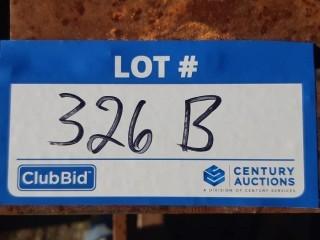 LOT #
326 B
ClubBid
CENTURY
AUCTIONS
A DIVISION OF CENTURY SERVICES